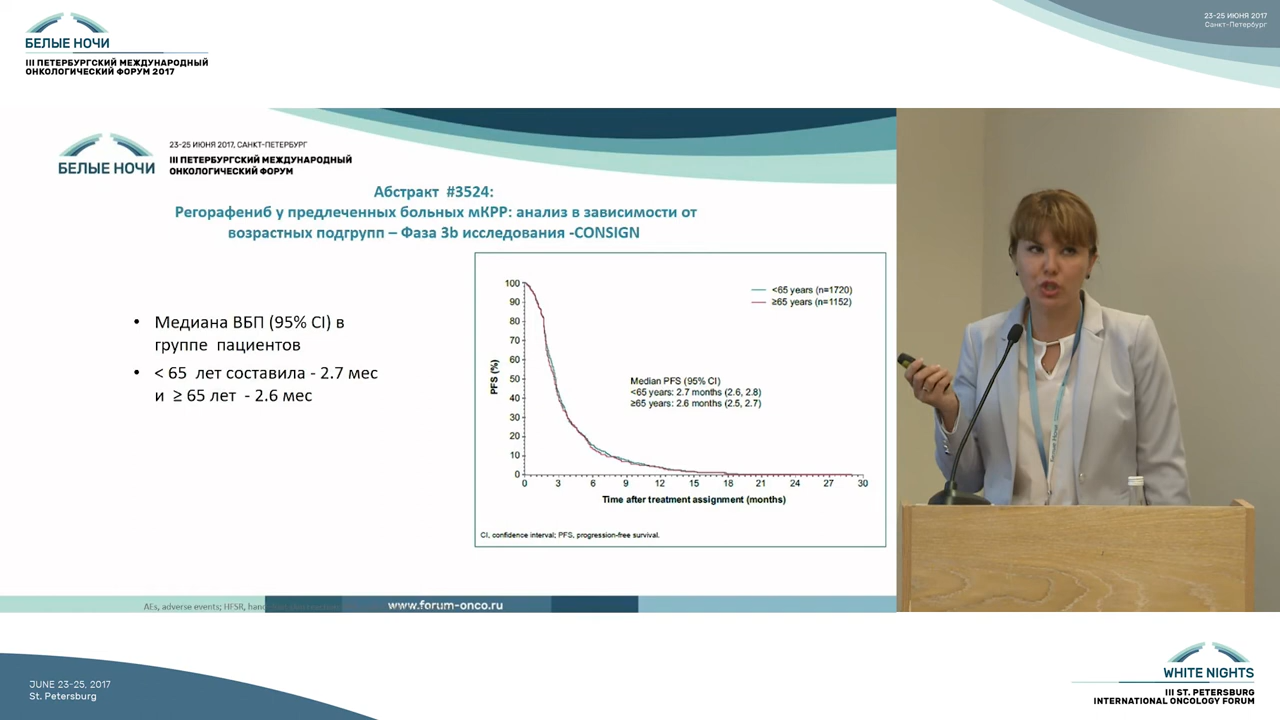 23-25 ИЮНЯ 2017
Санкт-Петербург
БЕЛЫЕ НОЧИ
III ПЕТЕРБУРГСКИЙ МЕЖДУНАРОДНЫЙ
ОНКОЛОГИЧЕСКИЙ ФОРУМ 2017
БЕЛЫЕ НОЧИ
23-25 ИЮНЯ 2017, САНКТ-ПЕТЕРБУРГ
III ПЕТЕРБУРГСКИЙ МЕЖДУНАРОДНЫЙ
ОНКОЛОГИЧЕСКИЙ ФОРУМ
Абстракт #3524:
Регорафениб у предлеченных больных мКРР: анализ в зависимости от
возрастных подгрупп – Фаза 3b исследования -CONSIGN
• Медиана ВБП (95% CI) в
группе пациентов
• < 65 лет составила - 2.7 мес
и ≥ 65 лет - 2.6 мес
<65 years (n=1720)
≥65 years (n=1152)
PFS (%)
100
90
80
70
60
50
40
30
20
10
0
Median PFS (95% CI)
<65 years: 2.7 months (2.6, 2.8)
≥65 years: 2.6 months (2.5, 2.7)
0 3 6 9 12 15 18 21 24 27 30
Time after treatment assignment (months)
CI, confidence interval; PFS, progression-free survival.
AEs, adverse events; HFSR,
www.forum-onco.ru
JUNE 23-25, 2017
St. Petersburg
WHITE NIGHTS
III ST. PETERSBURG
INTERNATIONAL ONCOLOGY FORUM